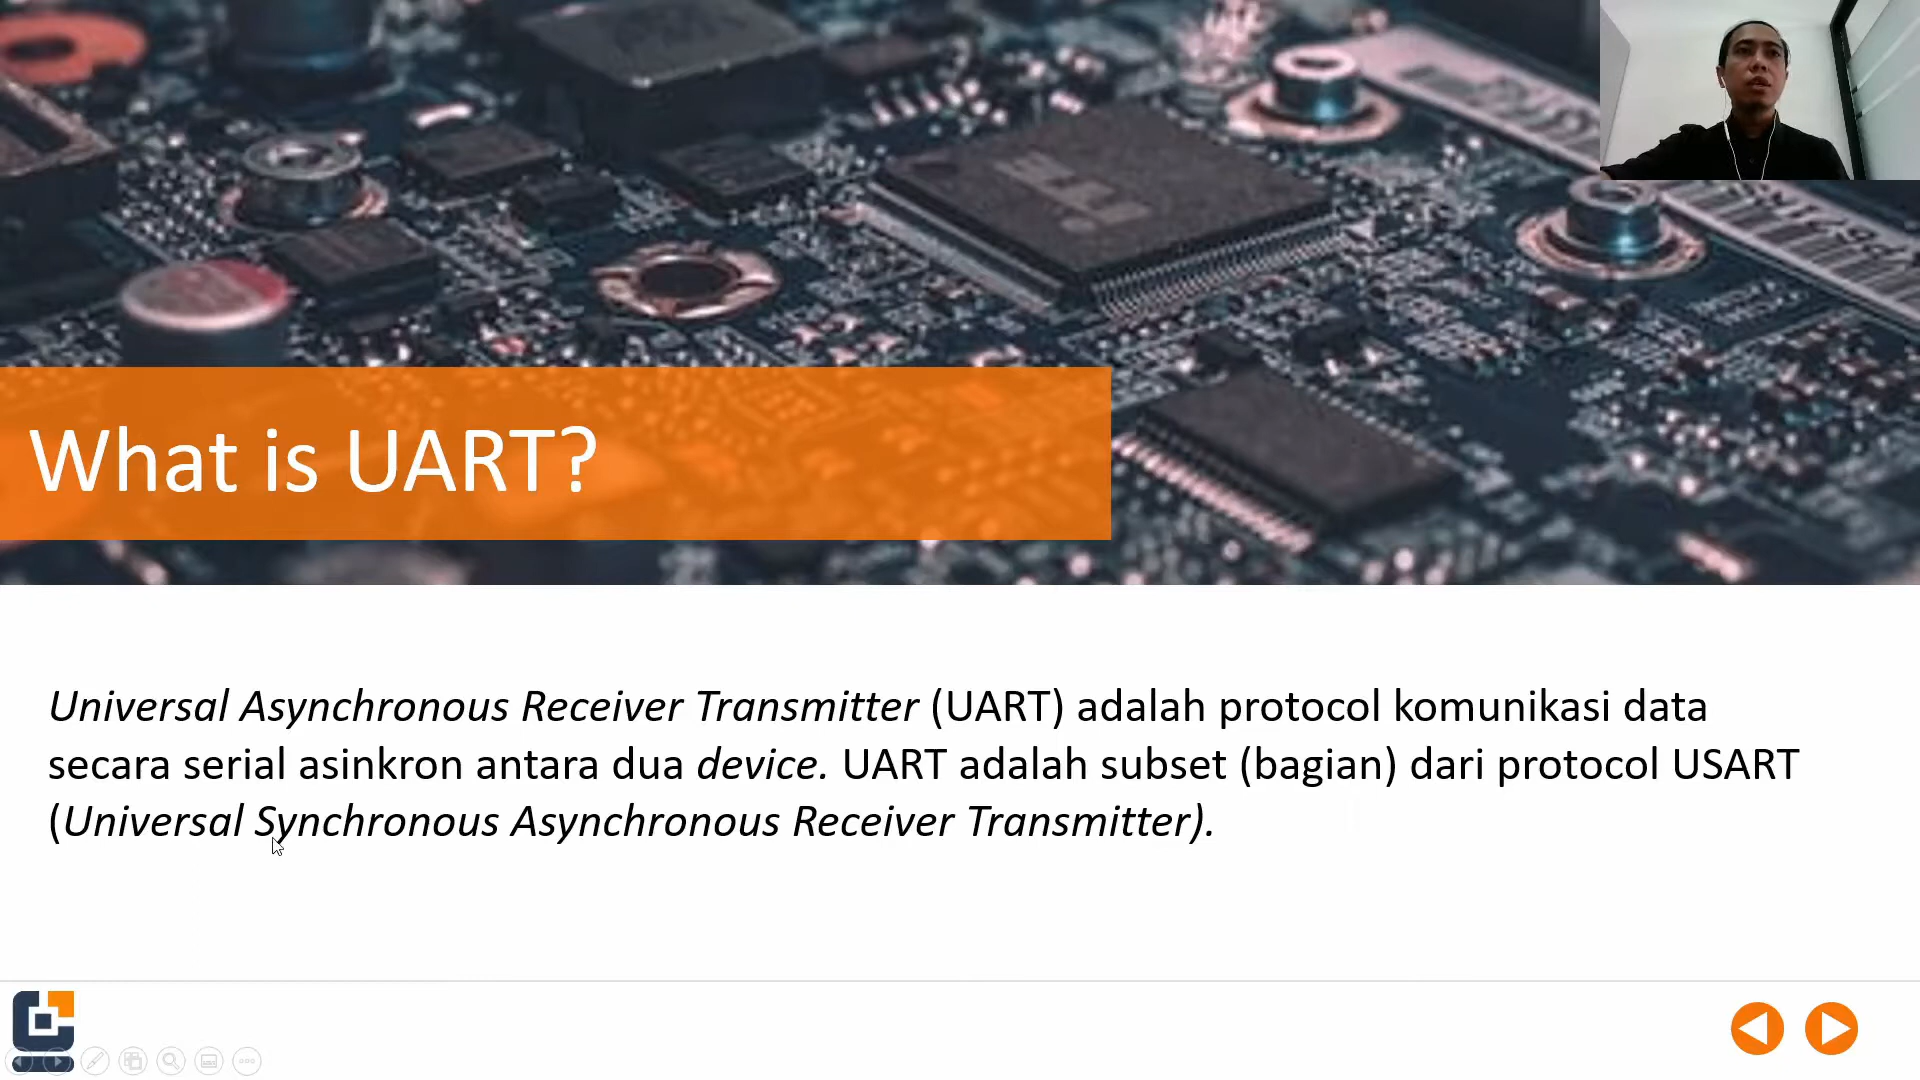 What is UART?
Universal Asynchronous Receiver Transmitter (UART) adalah protocol komunikasi data
secara serial asinkron antara dua device. UART adalah subset (bagian) dari protocol USART
(Universal Synchronous Asynchronous Receiver Transmitter).